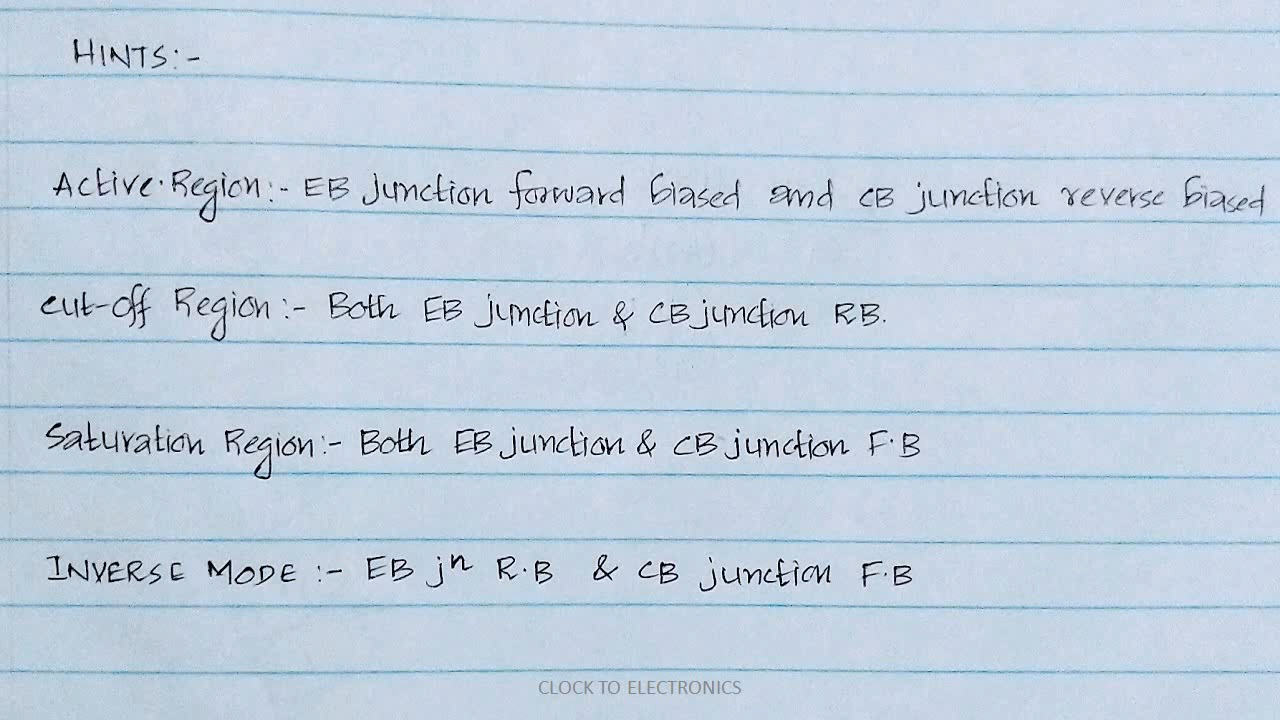 HINTS:-
Active.Region:- EB junction forward biased and CB junction reverse biased
cut-off Region:- Both EB junction & CB junction RB.
Saturation Region:- Both EB junction & CB junction F.B
INVERSE MODE:- EB jⁿ R.B & CB junction F.B
CLOCK TO ELECTRONICS